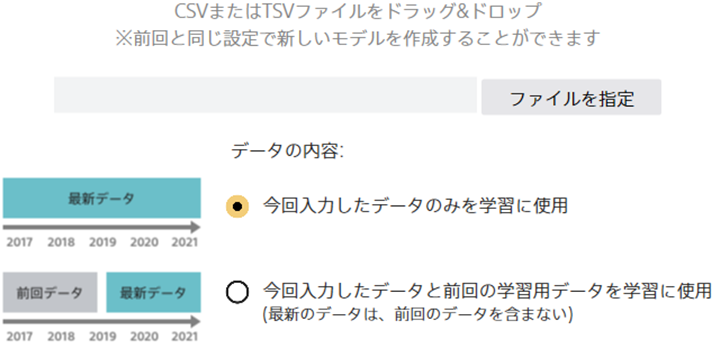 CSVまたはTSVファイルをドラッグ&ドロップ
※前回と同じ設定で新しいモデルを作成することができます
ファイルを指定
データの内容:
最新データ
2017 2018 2019 2020 2021
今回入力したデータのみを学習に使用
前回データ 最新データ
2017 2018 2019 2020 2021
今回入力したデータと前回の学習用データを学習に使用
(最新のデータは、前回のデータを含まない)